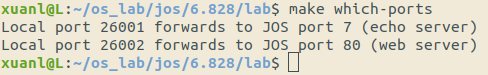 xuanl@L:~/os_lab/jos/6.828/lab$ make which-ports
Local port 26001 forwards to JOS port 7 (echo server)
Local port 26002 forwards to JOS port 80 (web server)
xuanl@L:~/os_lab/jos/6.828/lab$